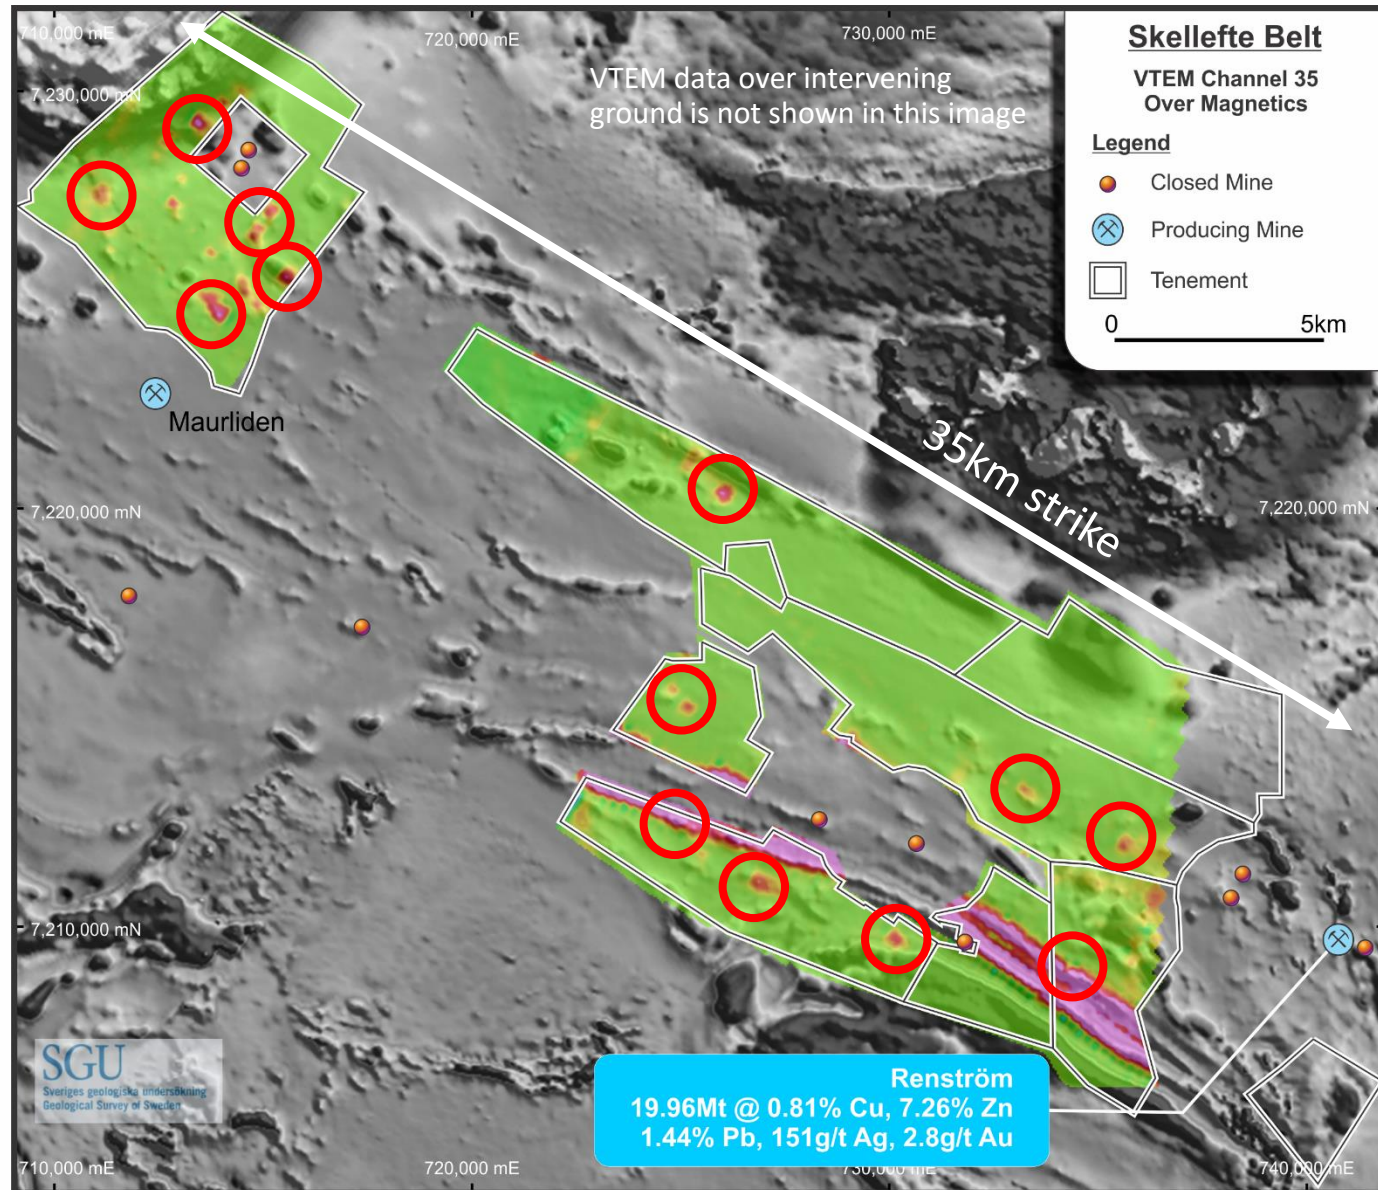 710,000 mE
720,000 mE
730,000 mE
7,230,000 mN
VTEM data over intervening
ground is not shown in this image
Skellefte Belt
VTEM Channel 35
Over Magnetics
Legend
Closed Mine
Producing Mine
Tenement
0 5km
Maurliden
35km strike
7,220,000 mN
7,220,000 mN
7,210,000 mN
SGU
Sveriges geologiska undersökning
Geological Survey of Sweden
Renström
19.96Mt @ 0.81% Cu, 7.26% Zn
1.44% Pb, 151g/t Ag, 2.8g/t Au
710,000 mE
720,000 mE
730,000 mE
740,000 mE